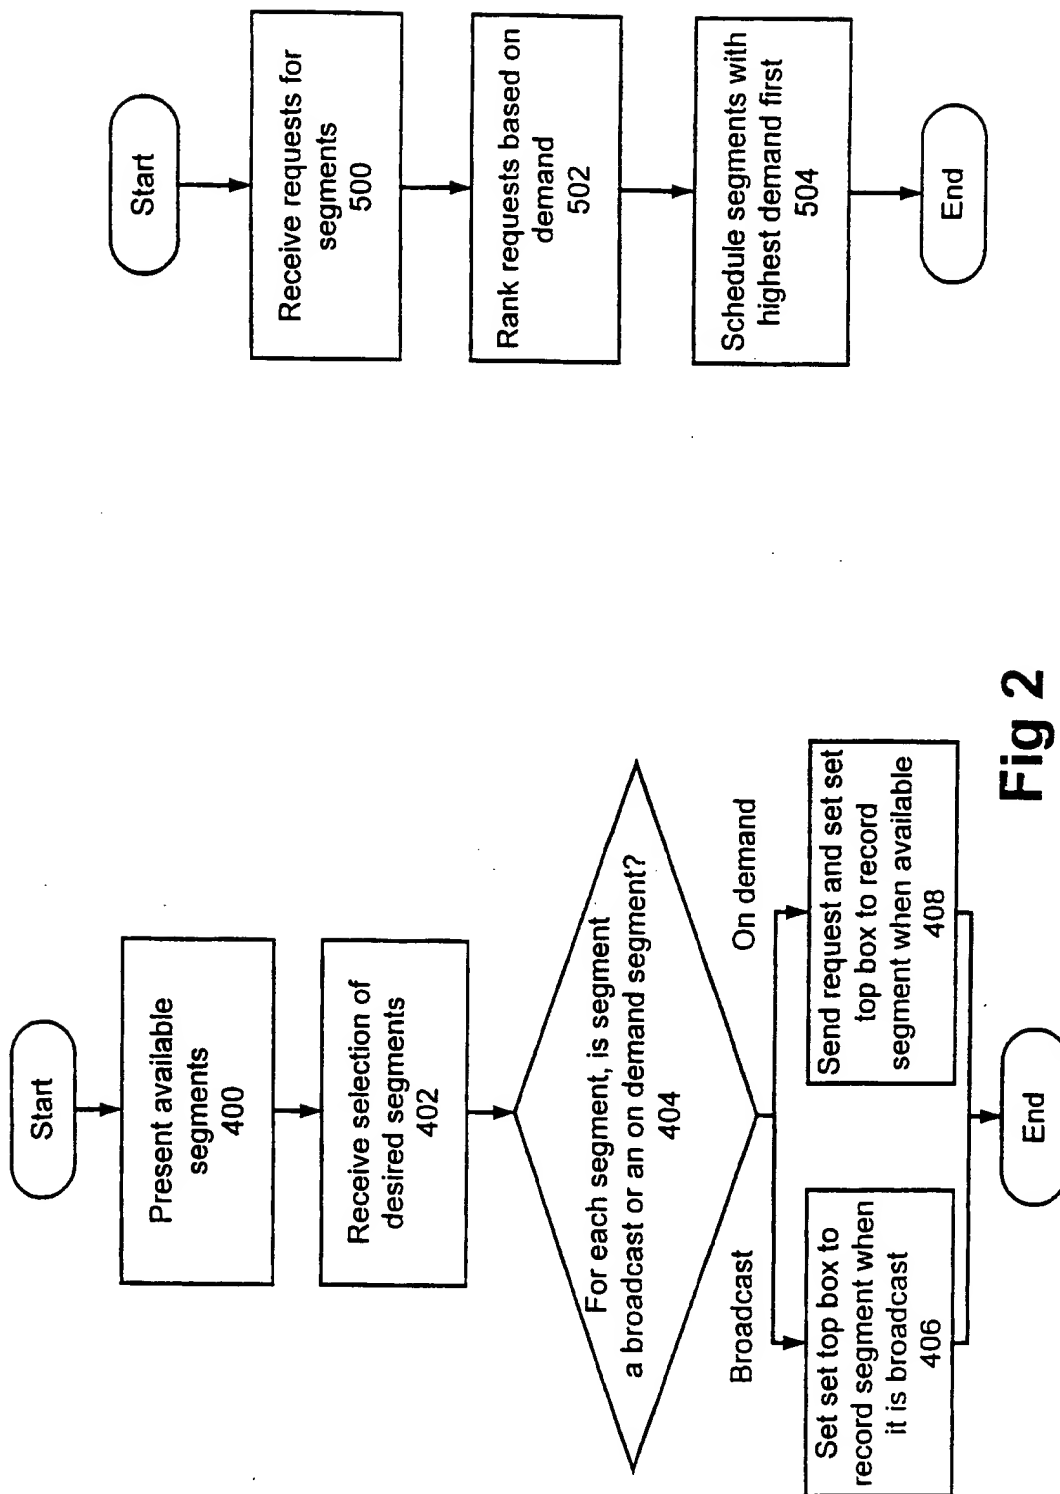 Start
Present available
segments
400
Receive selection of
desired segments
402
For each segment, is segment
a broadcast or an on demand segment?
404
Broadcast
On demand
Set set top box to
record segment when
it is broadcast
406
Send request and set set
top box to record
segment when available
408
End
Start
Receive requests for
segments
500
Rank requests based on
demand
502
Schedule segments with
highest demand first
504
End
Fig 2